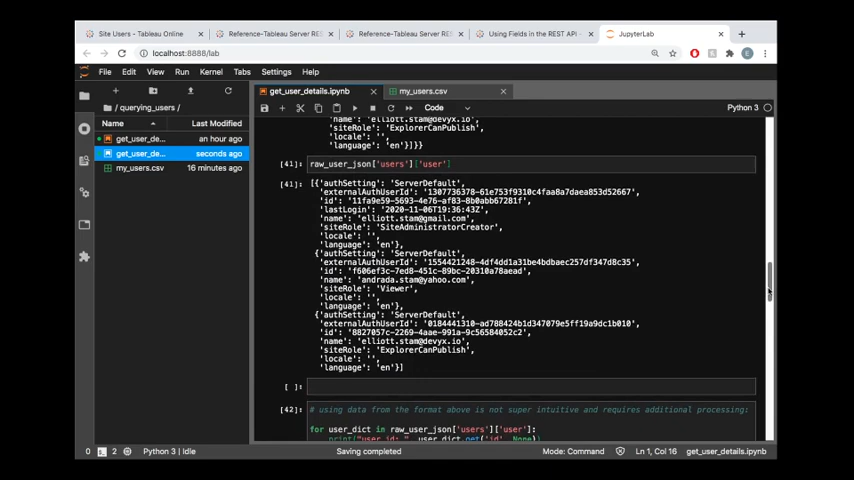 Site Users - Tableau Online
Reference-Tableau Server RES
Reference-Tableau Server RES
Using Fields in the REST API -
JupyterLab
localhost:8888/lab
File Edit View Run Kernel Tabs Settings Help
get_user_details.ipynb
my_users.csv
Code
Python 3
/ querying_users /
Name
Last Modified
get_user_de...
an hour ago
get_user_de...
seconds ago
my_users.csv
16 minutes ago
'name': 'elliott.stam@devyx.io',
'siteRole': 'ExplorerCanPublish',
'locale': '',
'language': 'en'}]}}
[41]: raw_user_json['users']['user']
[41]: [{'authSetting': 'ServerDefault',
'externalAuthUserId': '1307736378-61e753f9310c4faa8a7daea853d52667',
'id': '11fa9e59-5693-4e76-af83-8b0abb67281f',
'lastLogin': '2020-11-06T19:36:43Z',
'name': 'elliott.stam@gmail.com',
'siteRole': 'SiteAdministratorCreator',
'locale': '',
'language': 'en'},
{'authSetting': 'ServerDefault',
'externalAuthUserId': '1554421248-4df4dd1a31be4bdbaec257df347d8c35',
'id': 'f606ef3c-7ed8-451c-89bc-20310a78aead',
'name': 'andrada.stam@yahoo.com',
'siteRole': 'Viewer',
'locale': '',
'language': 'en'},
{'authSetting': 'ServerDefault',
'externalAuthUserId': '0184441310-ad788424b1d347079e5ff19a9dc1b010',
'id': '8827057c-2269-4aae-991a-9c56584052c2',
'name': 'elliott.stam@devyx.io',
'siteRole': 'ExplorerCanPublish',
'locale': '',
'language': 'en'}]
[ ]:
[42]: # using data from the format above is not super intuitive and requires additional processing:
for user_dict in raw_user_json['users']['user']:
print("user id: ", user_dict.get('id', None))
0 2 Python 3 | Idle
Saving completed
Mode: Command
Ln 1, Col 16
get_user_details.ipynb